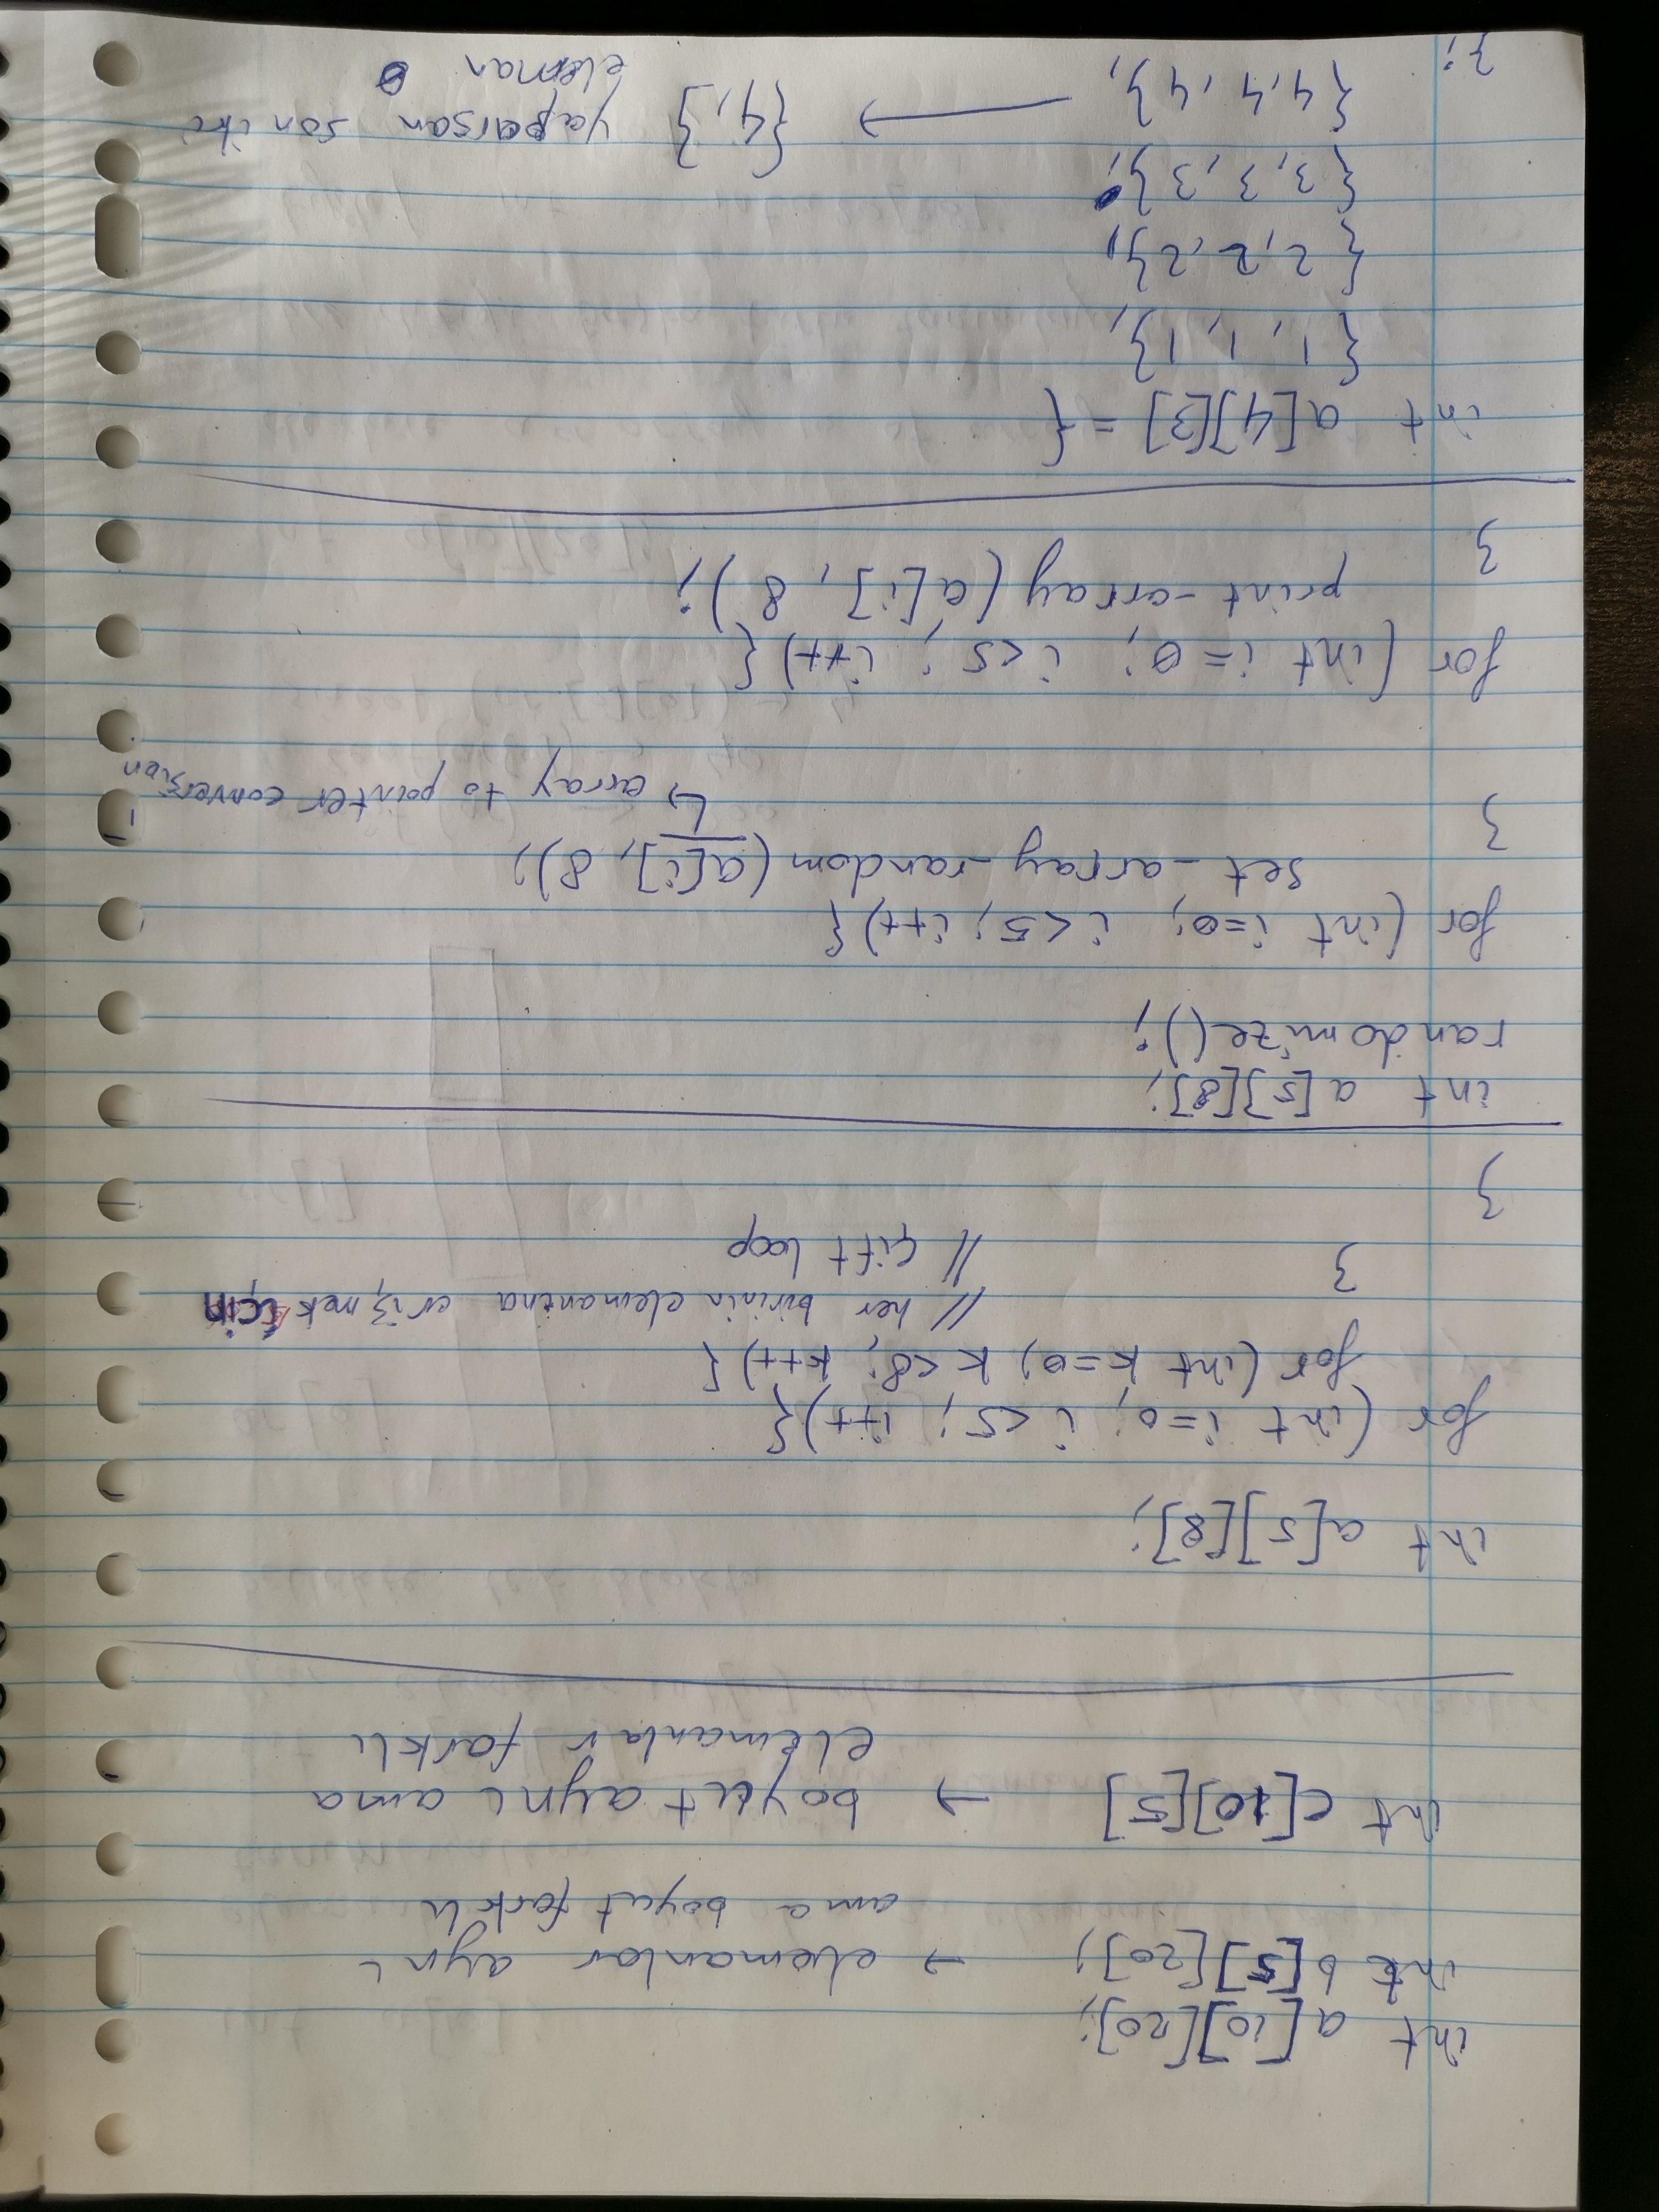 int a[10][20];
int b[5][20]; → elemanlar aynı
ama boyut farklı
int c[10][5] → boyut aynı ama
elemanlar farklı
int a[5][8];
for (int i=0; i<5; i++){
for (int k=0; k<8; k++){
// her birinin elemanına erişmek için
} // çift loop
}
int a[5][8];
randomize();
for (int i=0; i<5; i++){
set_array_random(a[i], 8);
}
↳ array to pointer conversion
for (int i=0; i<5; i++){
print-array(a[i], 8);
}
int a[4][3] = {
{1, 1, 1},
{2, 2, 2},
{3, 3, 3},
{4, 4, 4}, → {4,} yaparsan son iki
eleman 0
};